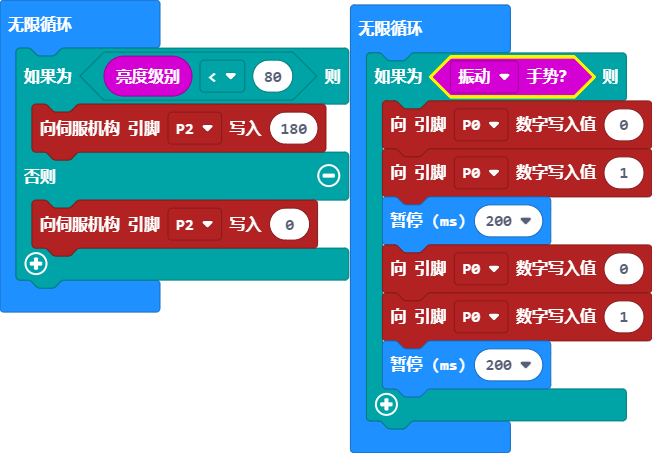 无限循环
如果为 亮度级别 < 80 则
向伺服机构 引脚 P2 写入 180
否则
向伺服机构 引脚 P2 写入 0
无限循环
如果为 振动 手势? 则
向 引脚 P0 数字写入值 0
向 引脚 P0 数字写入值 1
暂停 (ms) 200
向 引脚 P0 数字写入值 0
向 引脚 P0 数字写入值 1
暂停 (ms) 200